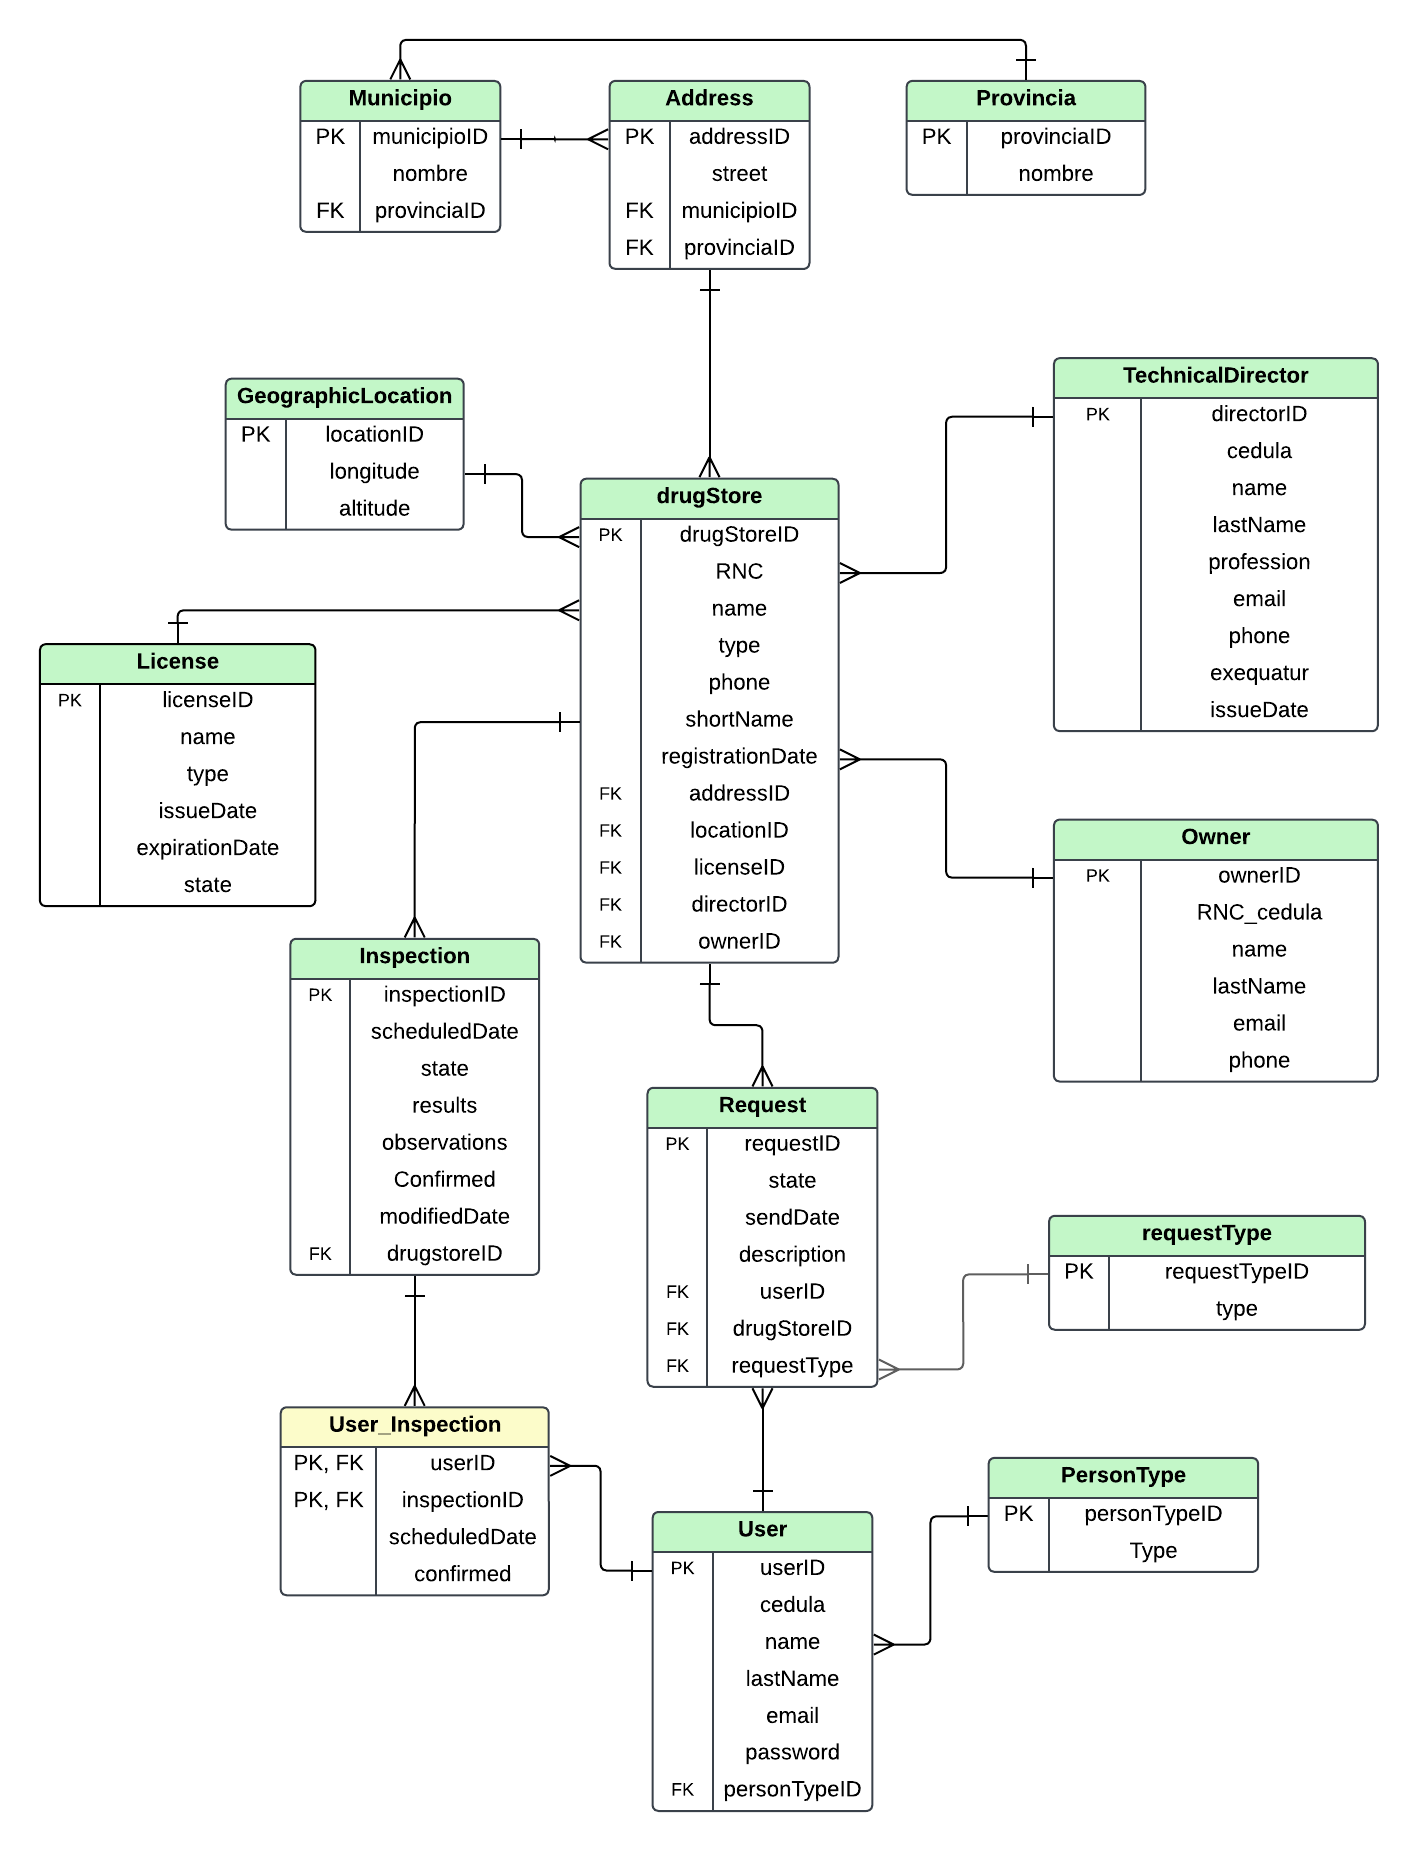 Municipio
PK municipioID
nombre
FK provinciaID
Address
PK addressID
street
FK municipioID
FK provinciaID
Provincia
PK provinciaID
nombre
GeographicLocation
PK locationID
longitude
altitude
TechnicalDirector
PK directorID
cedula
name
lastName
profession
email
phone
exequatur
issueDate
drugStore
PK drugStoreID
RNC
name
type
phone
shortName
registrationDate
FK addressID
FK locationID
FK licenseID
FK directorID
FK ownerID
License
PK licenseID
name
type
issueDate
expirationDate
state
Owner
PK ownerID
RNC_cedula
name
lastName
email
phone
Inspection
PK inspectionID
scheduledDate
state
results
observations
Confirmed
modifiedDate
FK drugstoreID
Request
PK requestID
state
sendDate
description
FK userID
FK drugStoreID
FK requestType
requestType
PK requestTypeID
type
User_Inspection
PK, FK userID
PK, FK inspectionID
scheduledDate
confirmed
User
PK userID
cedula
name
lastName
email
password
FK personTypeID
PersonType
PK personTypeID
Type